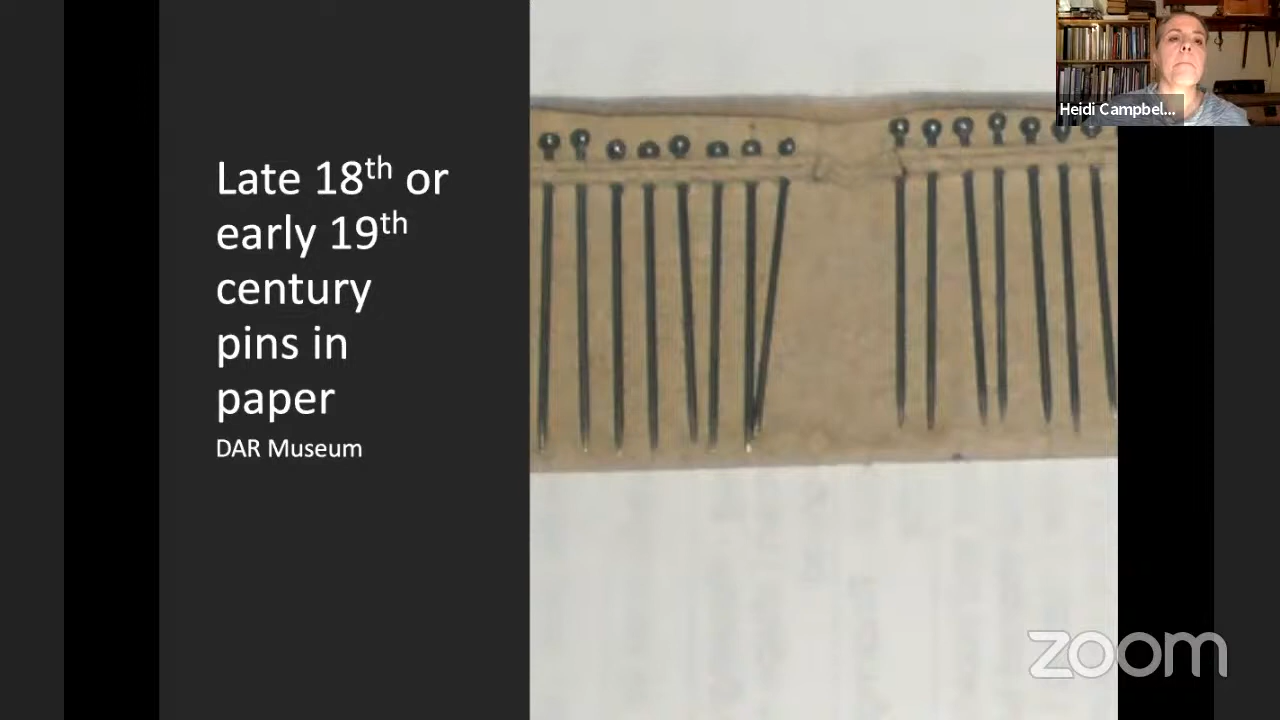 Late 18th or
early 19th
century
pins in
paper
DAR Museum
Heidi Campbel...
zoom